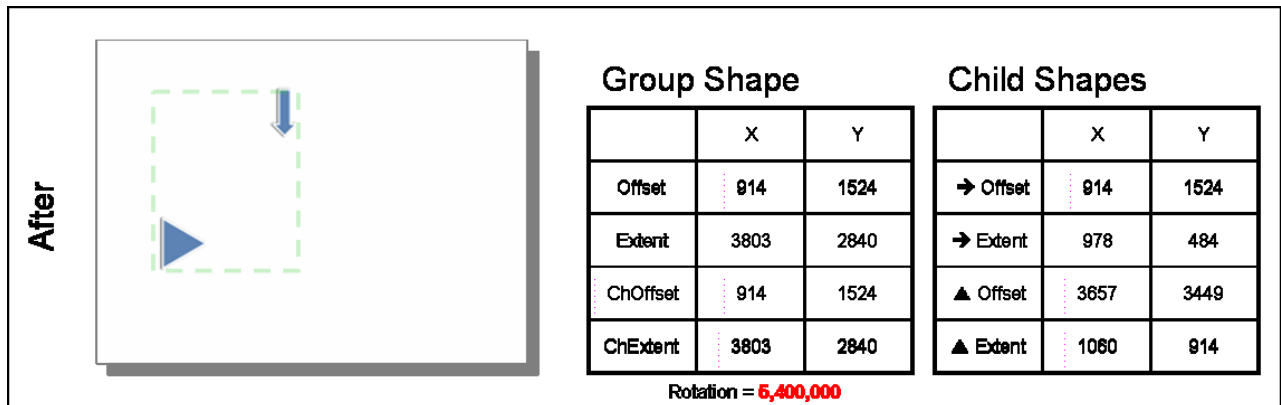 After
Group Shape
X Y
Offset 914 1524
Extent 3803 2840
ChOffset 914 1524
ChExtent 3803 2840
Rotation = 5,400,000
Child Shapes
X Y
➔ Offset 914 1524
➔ Extent 978 484
▲ Offset 3657 3449
▲ Extent 1060 914